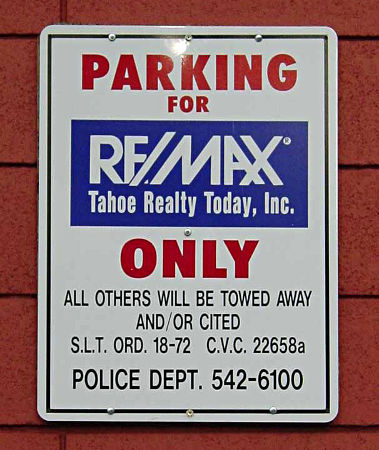 PARKING
FOR
RE/MAX®
Tahoe Realty Today, Inc.
ONLY
ALL OTHERS WILL BE TOWED AWAY
AND/OR CITED
S.L.T. ORD. 18-72 C.V.C. 22658a
POLICE DEPT. 542-6100